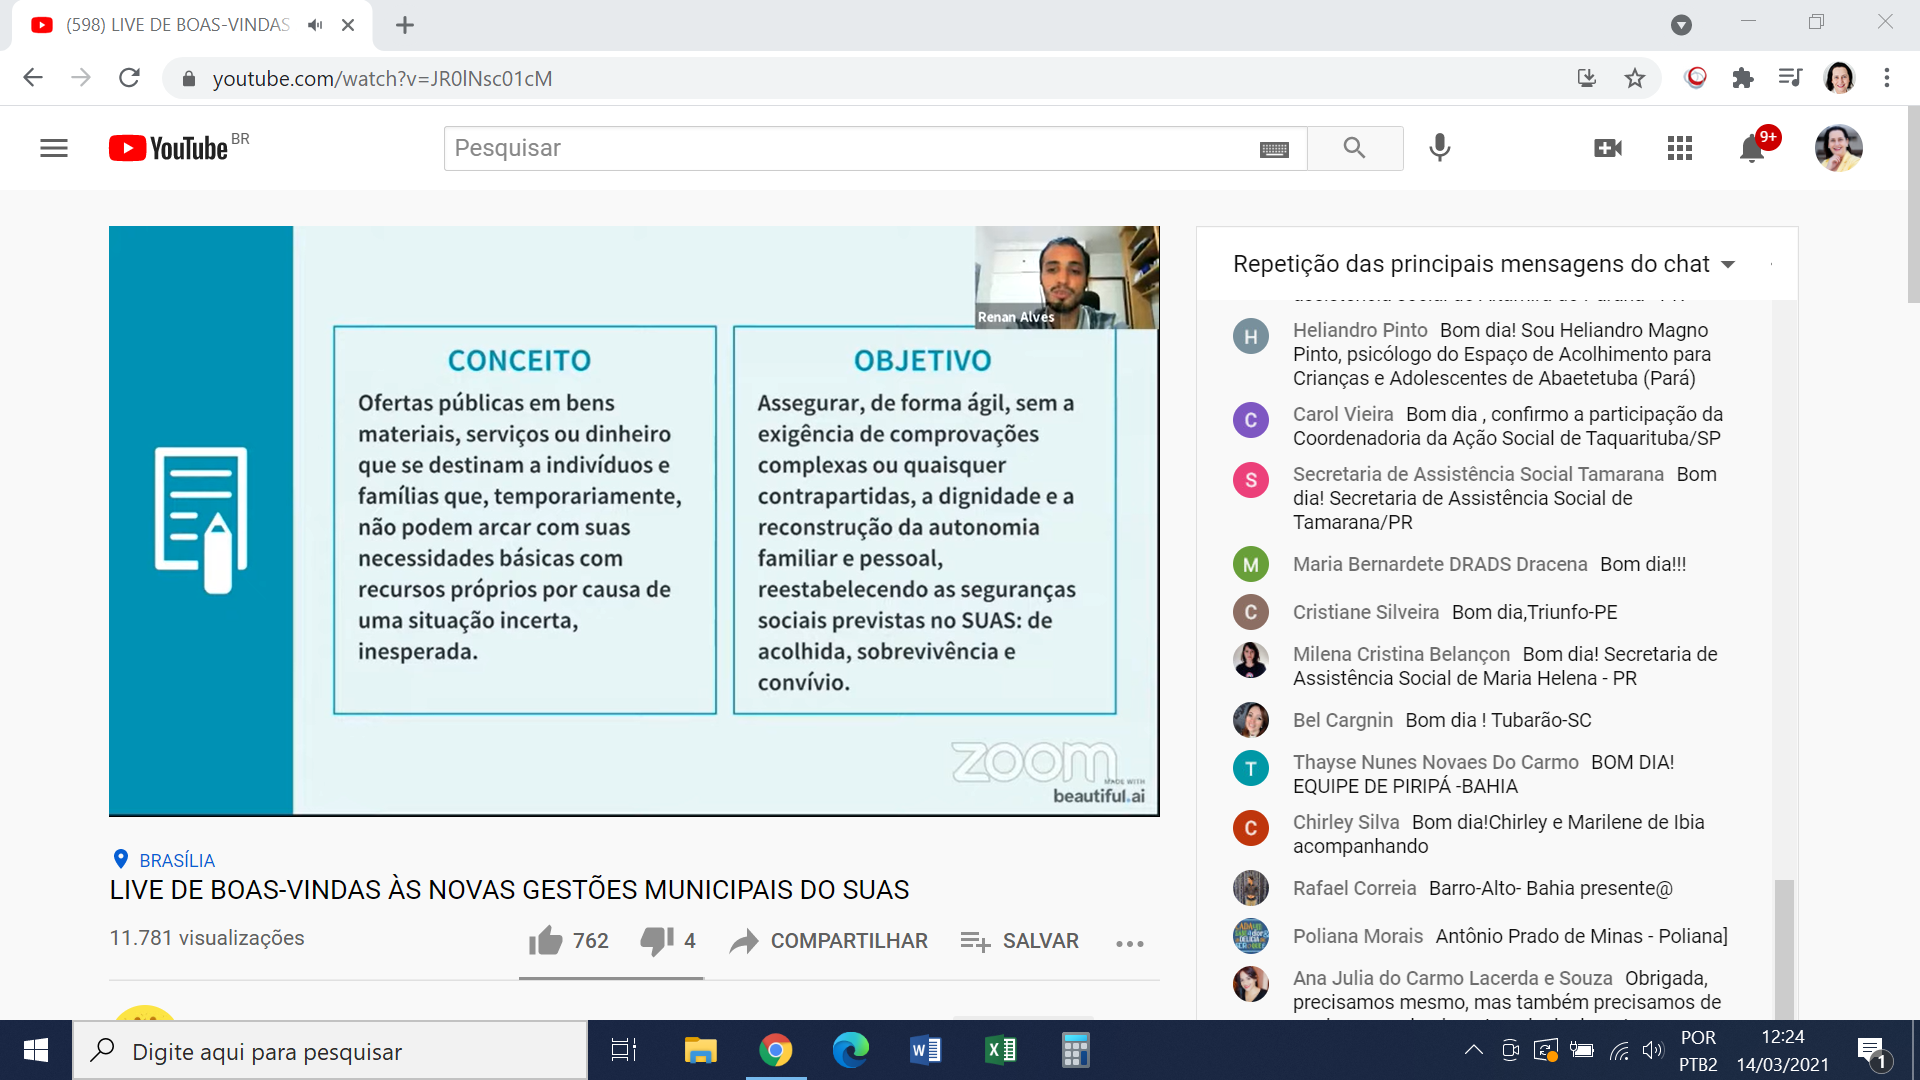 (598) LIVE DE BOAS-VINDAS
youtube.com/watch?v=JR0lNsc01cM
YouTube BR
Pesquisar
9+
Renan Alves
CONCEITO
Ofertas públicas em bens
materiais, serviços ou dinheiro
que se destinam a indivíduos e
famílias que, temporariamente,
não podem arcar com suas
necessidades básicas com
recursos próprios por causa de
uma situação incerta,
inesperada.
OBJETIVO
Assegurar, de forma ágil, sem a
exigência de comprovações
complexas ou quaisquer
contrapartidas, a dignidade e a
reconstrução da autonomia
familiar e pessoal,
reestabelecendo as seguranças
sociais previstas no SUAS: de
acolhida, sobrevivência e
convívio.
zoom
MADE WITH
beautiful.ai
BRASÍLIA
LIVE DE BOAS-VINDAS ÀS NOVAS GESTÕES MUNICIPAIS DO SUAS
11.781 visualizações
762
4
COMPARTILHAR
SALVAR
Repetição das principais mensagens do chat
H
Heliandro Pinto Bom dia! Sou Heliandro Magno
Pinto, psicólogo do Espaço de Acolhimento para
Crianças e Adolescentes de Abaetetuba (Pará)
C
Carol Vieira Bom dia , confirmo a participação da
Coordenadoria da Ação Social de Taquarituba/SP
S
Secretaria de Assistência Social Tamarana Bom
dia! Secretaria de Assistência Social de
Tamarana/PR
M
Maria Bernardete DRADS Dracena Bom dia!!!
C
Cristiane Silveira Bom dia,Triunfo-PE
Milena Cristina Belançon Bom dia! Secretaria de
Assistência Social de Maria Helena - PR
Bel Cargnin Bom dia ! Tubarão-SC
T
Thayse Nunes Novaes Do Carmo BOM DIA!
EQUIPE DE PIRIPÁ -BAHIA
C
Chirley Silva Bom dia!Chirley e Marilene de Ibia
acompanhando
Rafael Correia Barro-Alto- Bahia presente@
Poliana Morais Antônio Prado de Minas - Poliana]
Ana Julia do Carmo Lacerda e Souza Obrigada,
precisamos mesmo, mas também precisamos de
Digite aqui para pesquisar
POR
PTB2
12:24
14/03/2021
1